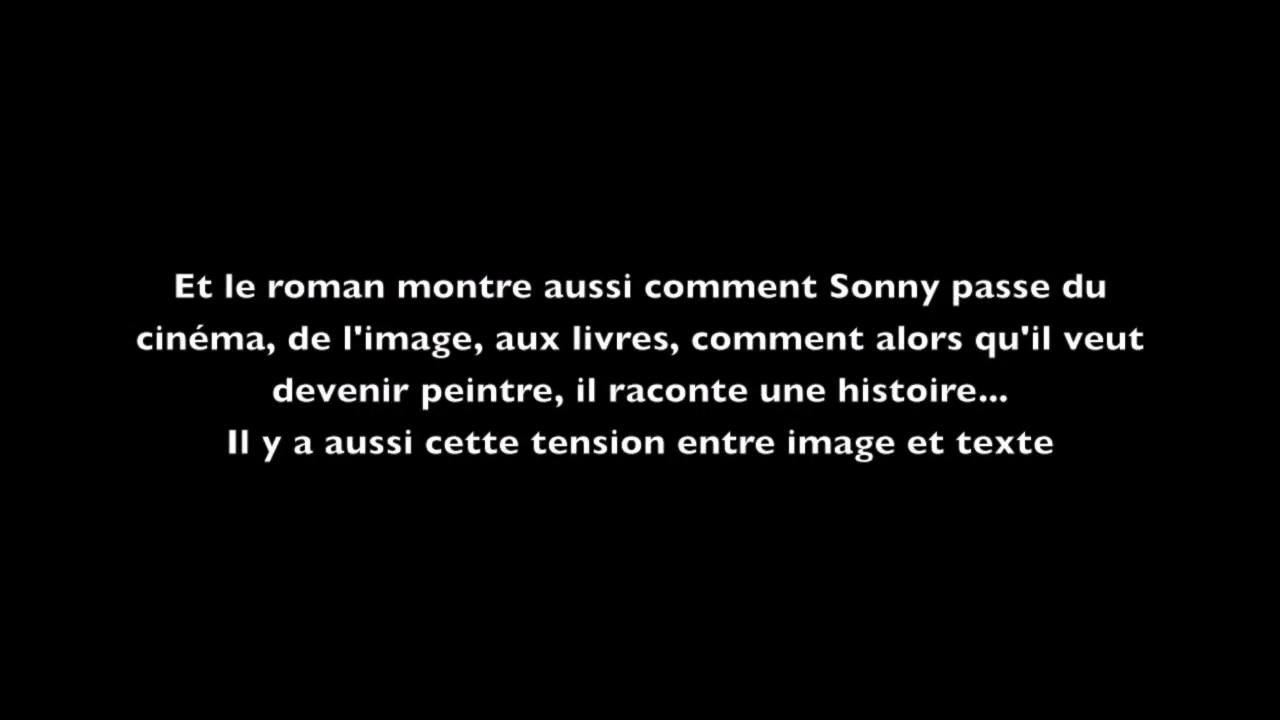 Et le roman montre aussi comment Sonny passe du
cinéma, de l'image, aux livres, comment alors qu'il veut
devenir peintre, il raconte une histoire...
Il y a aussi cette tension entre image et texte